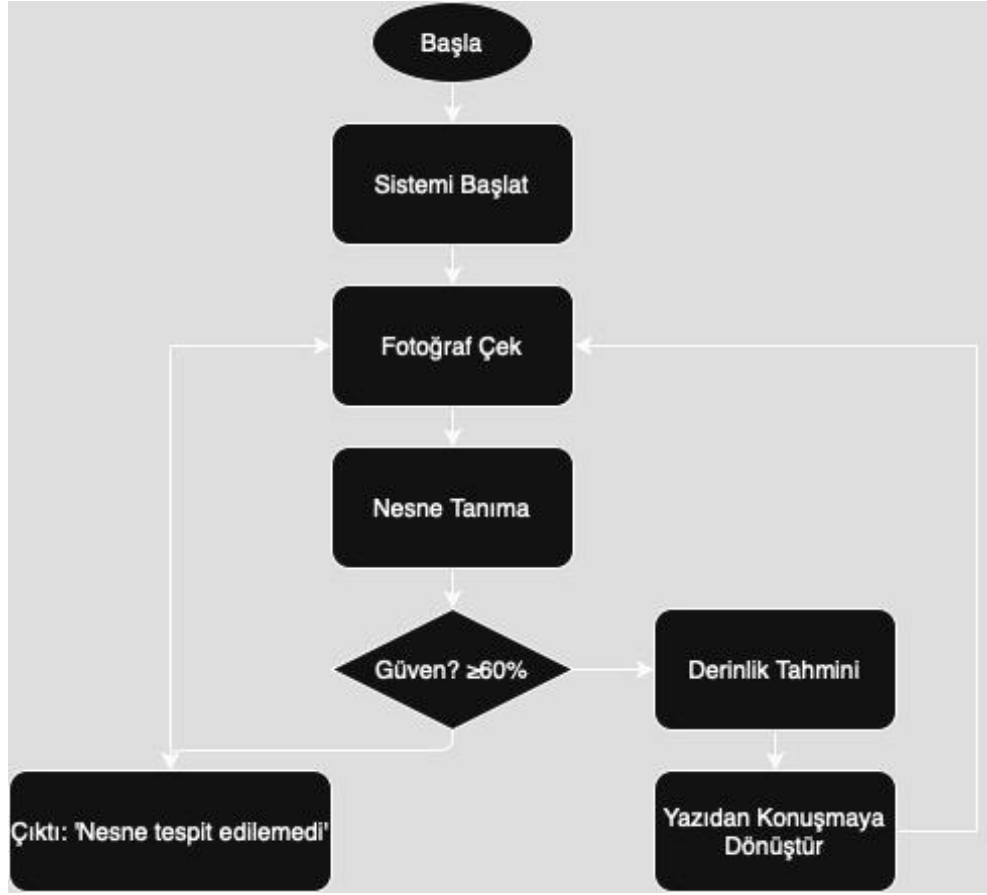 Başla
Sistemi Başlat
Fotoğraf Çek
Nesne Tanıma
Güven? ≥60%
Derinlik Tahmini
Çıktı: 'Nesne tespit edilemedi'
Yazıdan Konuşmaya
Dönüştür